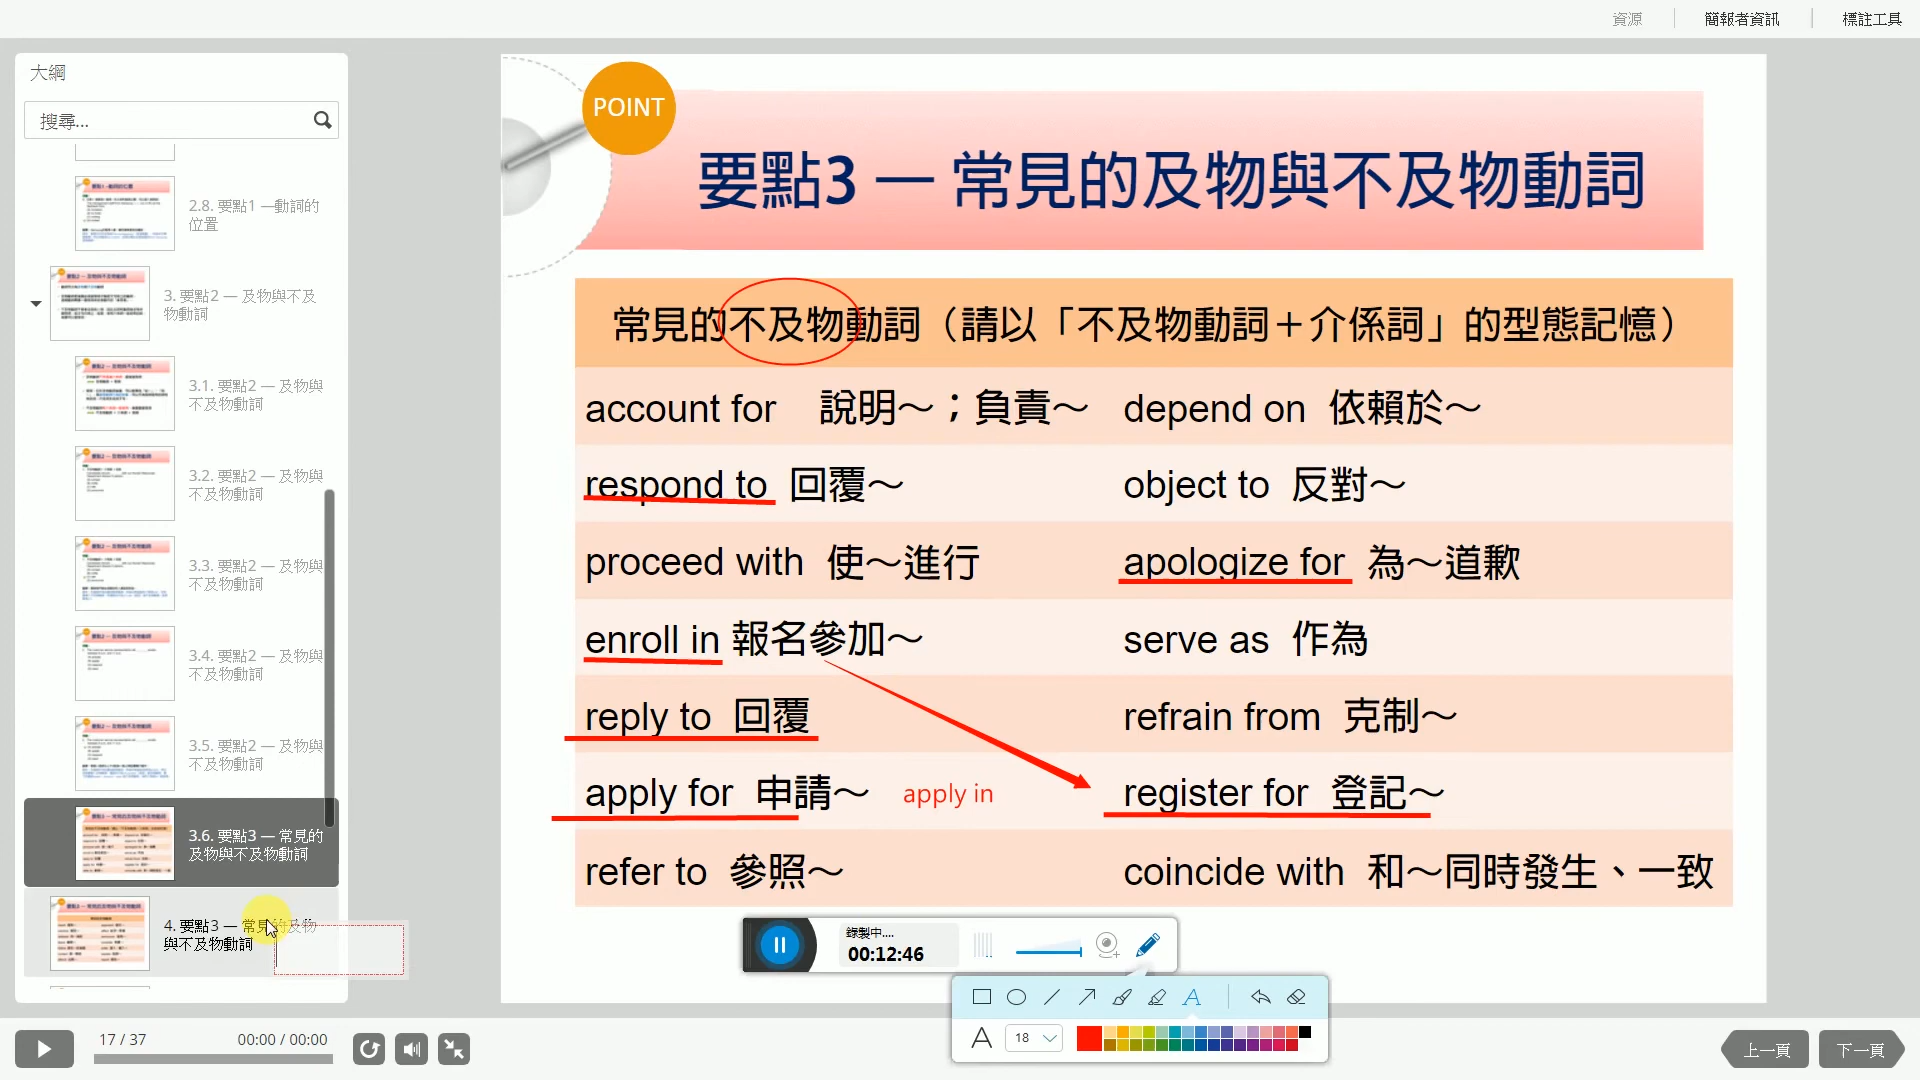 資源
簡報者資訊
標註工具
大綱
搜尋...
2.8. 要點1 —動詞的
位置
3. 要點2 — 及物與不及
物動詞
3.1. 要點2 — 及物與
不及物動詞
3.2. 要點2 — 及物與
不及物動詞
3.3. 要點2 — 及物與
不及物動詞
3.4. 要點2 — 及物與
不及物動詞
3.5. 要點2 — 及物與
不及物動詞
3.6. 要點3 — 常見的
及物與不及物動詞
4. 要點3 — 常見的及物
與不及物動詞
POINT
要點3 — 常見的及物與不及物動詞
常見的不及物動詞（請以「不及物動詞＋介係詞」的型態記憶）
account for 說明～；負責～ depend on 依賴於～
respond to 回覆～ object to 反對～
proceed with 使～進行 apologize for 為～道歉
enroll in 報名參加～ serve as 作為
reply to 回覆 refrain from 克制～
apply for 申請～ apply in register for 登記～
refer to 參照～ coincide with 和～同時發生、一致
錄製中....
00:12:46
A
A 18
17 / 37
00:00 / 00:00
上一頁
下一頁